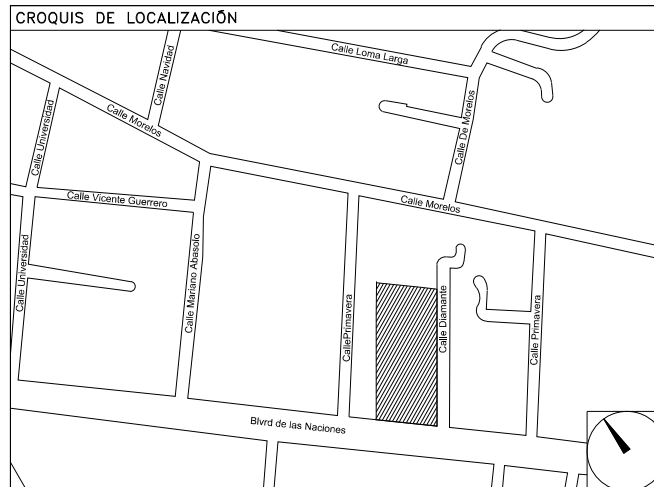 CROQUIS DE LOCALIZACIÓN
Calle Navidad
Calle Loma Larga
Calle Universidad
Calle Morelos
Calle De Morelos
Calle Vicente Guerrero
Calle Morelos
Calle Universidad
Calle Mariano Abasolo
CallePrimavera
Calle Diamante
Calle Primavera
Blvrd de las Naciones